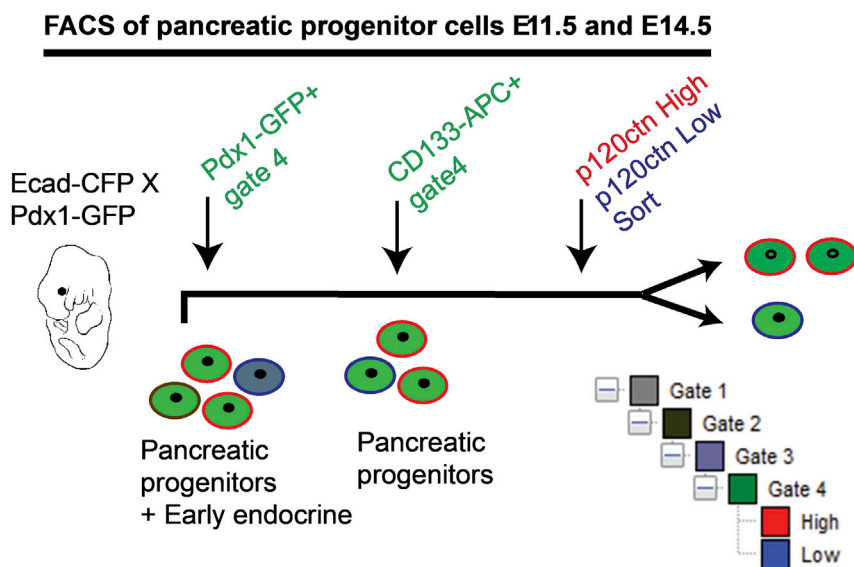 FACS of pancreatic progenitor cells E11.5 and E14.5
Ecad-CFP X
Pdx1-GFP
Pdx1-GFP+
gate 4
CD133-APC+
gate4
p120ctn High
p120ctn Low
Sort
Pancreatic
progenitors
+ Early endocrine
Pancreatic
progenitors
Gate 1
Gate 2
Gate 3
Gate 4
High
Low